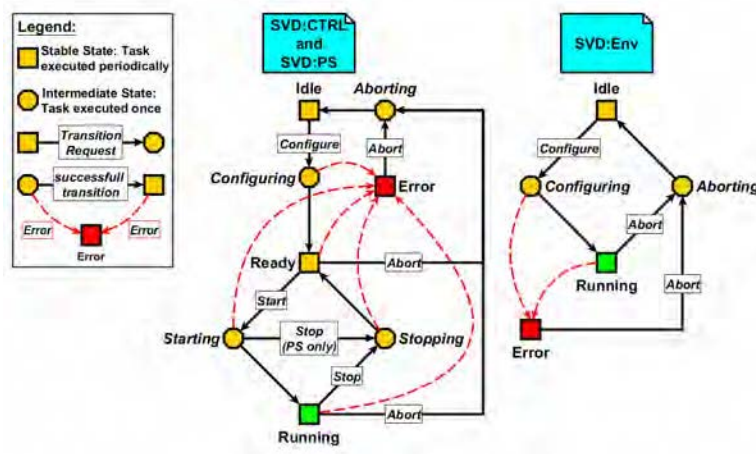 Legend:
Stable State: Task
executed periodically
Intermediate State:
Task executed once
Transition
Request
successfull
transition
Error
Error
Error
SVD:CTRL
and
SVD:PS
Idle
Aborting
Configure
Abort
Configuring
Error
Ready
Abort
Start
Starting
Stop
(PS only)
Stopping
Stop
Abort
Running
SVD:Env
Idle
Configure
Configuring
Aborting
Abort
Running
Abort
Error